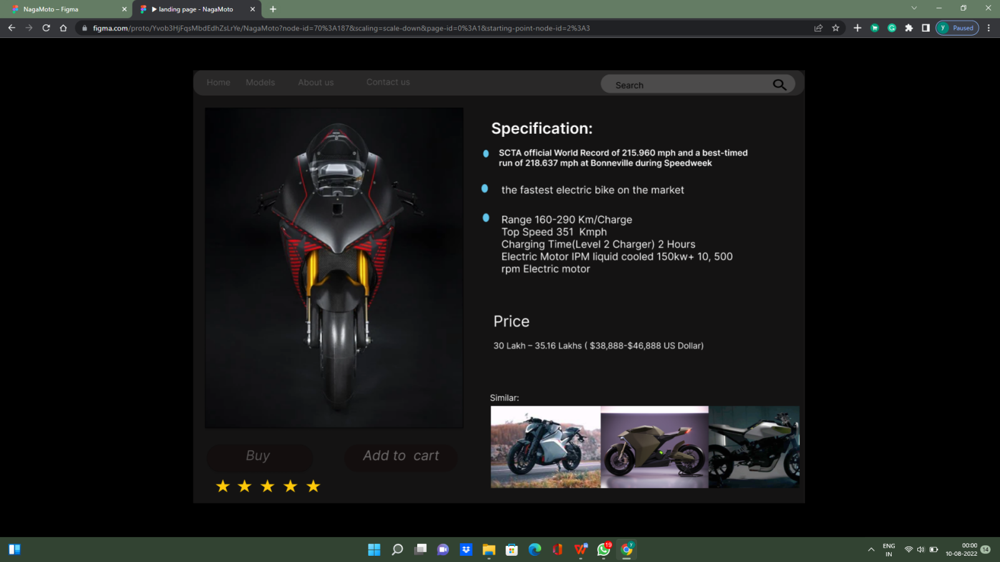 NagaMoto – Figma
landing page - NagaMoto
figma.com/proto/Yvob3HjFqsMbdEdhZsLrYe/NagaMoto?node-id=70%3A187&scaling=scale-down&page-id=0%3A1&starting-point-node-id=2%3A3
y Paused
Home Models About us Contact us
Search
Specification:
SCTA official World Record of 215.960 mph and a best-timed
run of 218.637 mph at Bonneville during Speedweek
the fastest electric bike on the market
Range 160-290 Km/Charge
Top Speed 351 Kmph
Charging Time(Level 2 Charger) 2 Hours
Electric Motor IPM liquid cooled 150kw+ 10, 500
rpm Electric motor
Price
30 Lakh – 35.16 Lakhs ( $38,888-$46,888 US Dollar)
Similar:
Buy
Add to cart
19
y
ENG
IN
00:00
10-08-2022
14